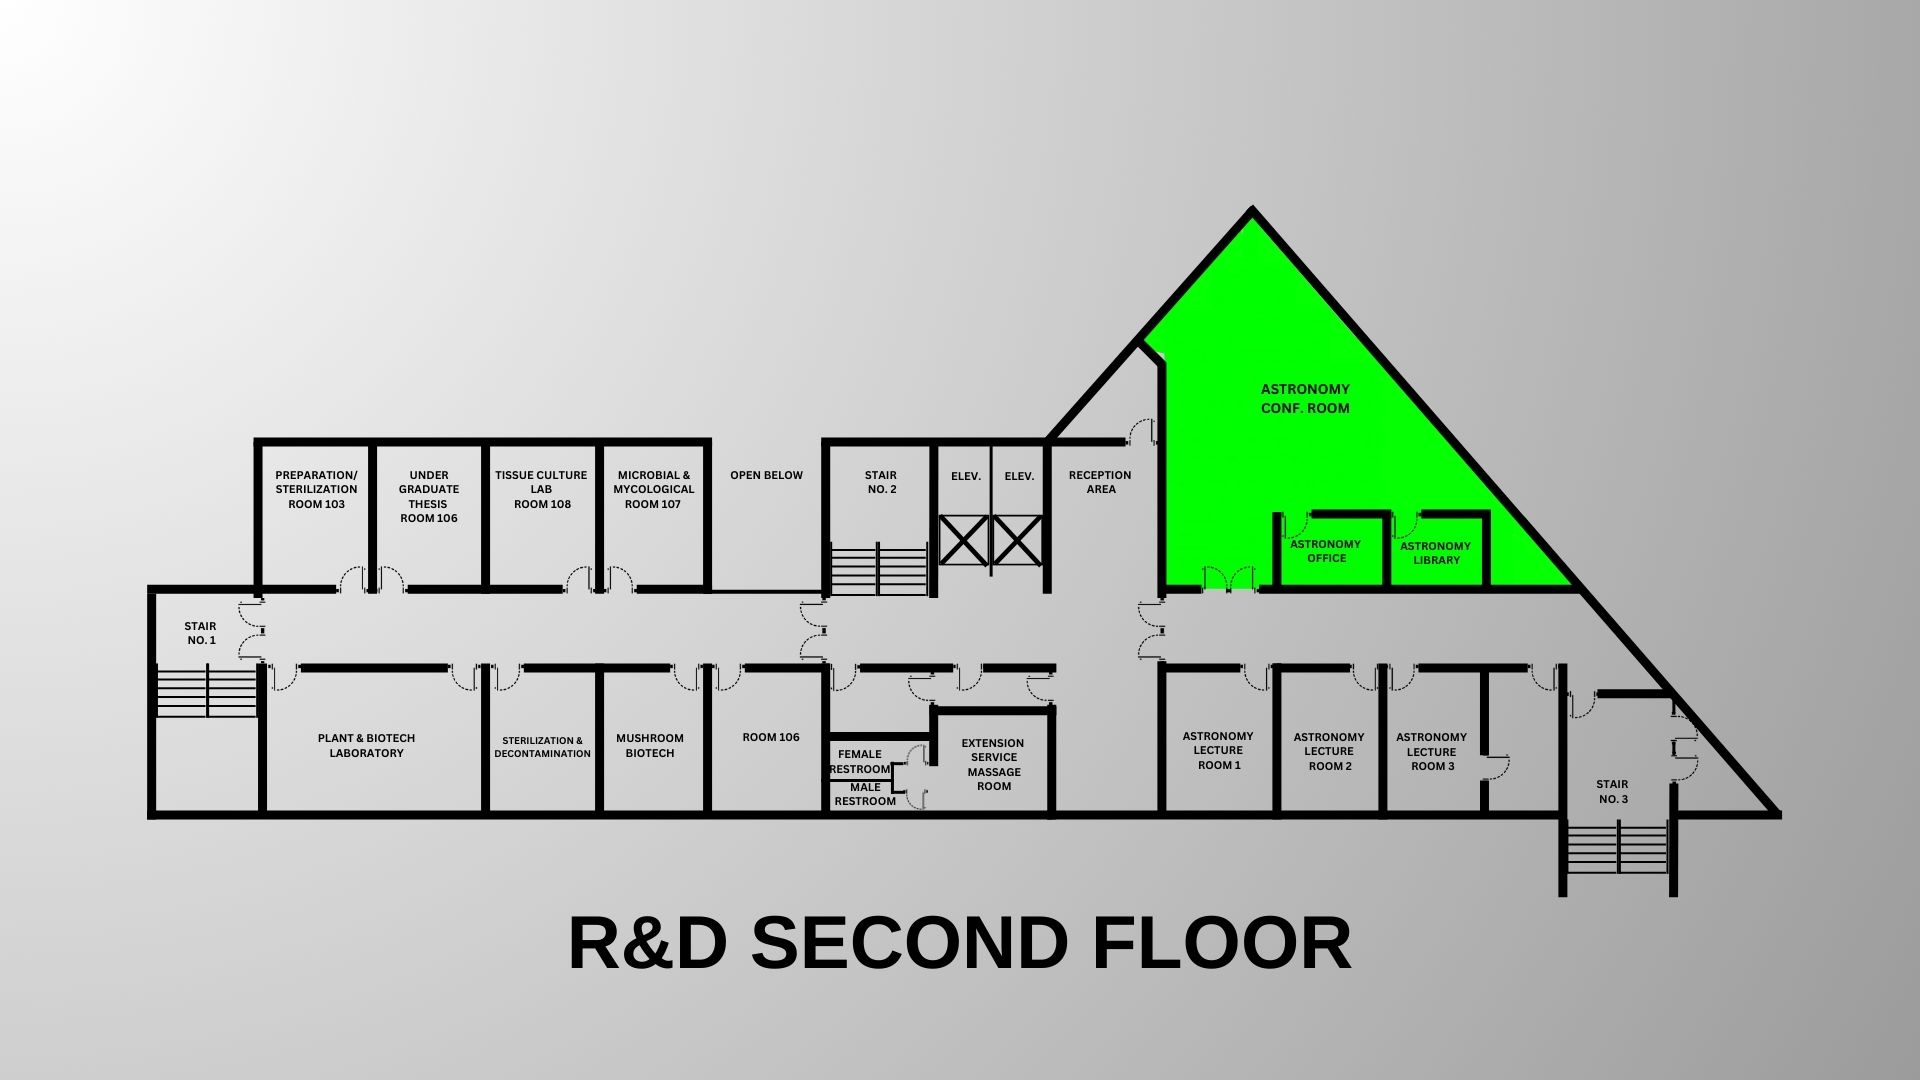 ASTRONOMY
CONF. ROOM
PREPARATION/
STERILIZATION
ROOM 103
UNDER
GRADUATE
THESIS
ROOM 106
TISSUE CULTURE
LAB
ROOM 108
MICROBIAL &
MYCOLOGICAL
ROOM 107
OPEN BELOW
STAIR
NO. 2
ELEV.
ELEV.
RECEPTION
AREA
ASTRONOMY
OFFICE
ASTRONOMY
LIBRARY
STAIR
NO. 1
PLANT & BIOTECH
LABORATORY
STERILIZATION &
DECONTAMINATION
MUSHROOM
BIOTECH
ROOM 106
FEMALE
RESTROOM
MALE
RESTROOM
EXTENSION
SERVICE
MASSAGE
ROOM
ASTRONOMY
LECTURE
ROOM 1
ASTRONOMY
LECTURE
ROOM 2
ASTRONOMY
LECTURE
ROOM 3
STAIR
NO. 3
R&D SECOND FLOOR